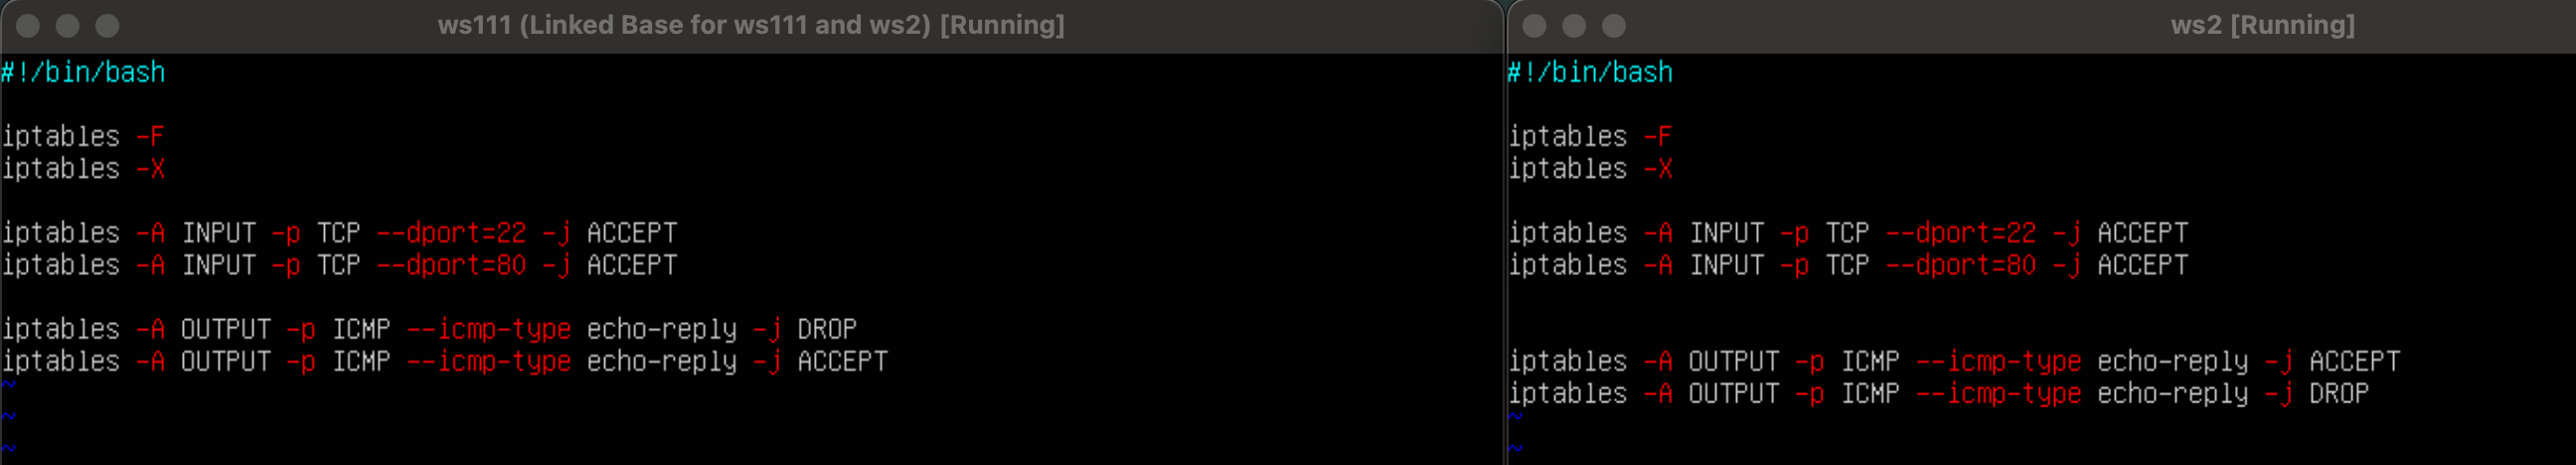 ws111 (Linked Base for ws111 and ws2) [Running]
#!/bin/bash
iptables -F
iptables -X
iptables -A INPUT -p TCP --dport=22 -j ACCEPT
iptables -A INPUT -p TCP --dport=80 -j ACCEPT
iptables -A OUTPUT -p ICMP --icmp-type echo-reply -j DROP
iptables -A OUTPUT -p ICMP --icmp-type echo-reply -j ACCEPT
~
~
~
ws2 [Running]
#!/bin/bash
iptables -F
iptables -X
iptables -A INPUT -p TCP --dport=22 -j ACCEPT
iptables -A INPUT -p TCP --dport=80 -j ACCEPT
iptables -A OUTPUT -p ICMP --icmp-type echo-reply -j ACCEPT
iptables -A OUTPUT -p ICMP --icmp-type echo-reply -j DROP
~
~